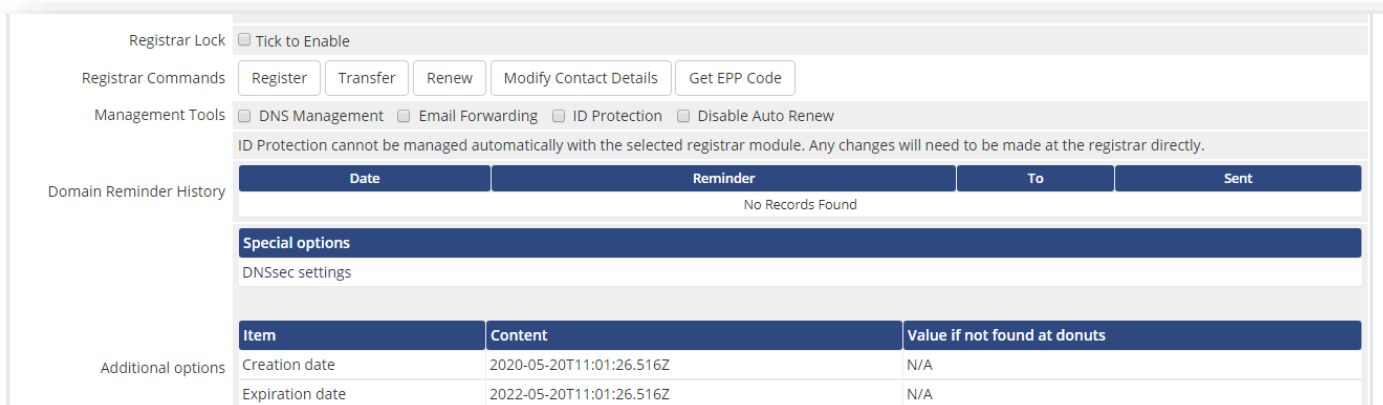 Registrar Lock Tick to Enable
Registrar Commands Register Transfer Renew Modify Contact Details Get EPP Code
Management Tools DNS Management Email Forwarding ID Protection Disable Auto Renew
ID Protection cannot be managed automatically with the selected registrar module. Any changes will need to be made at the registrar directly.
Domain Reminder History
Date Reminder To Sent
No Records Found
Special options
DNSsec settings
Additional options
Item Content Value if not found at donuts
Creation date 2020-05-20T11:01:26.516Z N/A
Expiration date 2022-05-20T11:01:26.516Z N/A